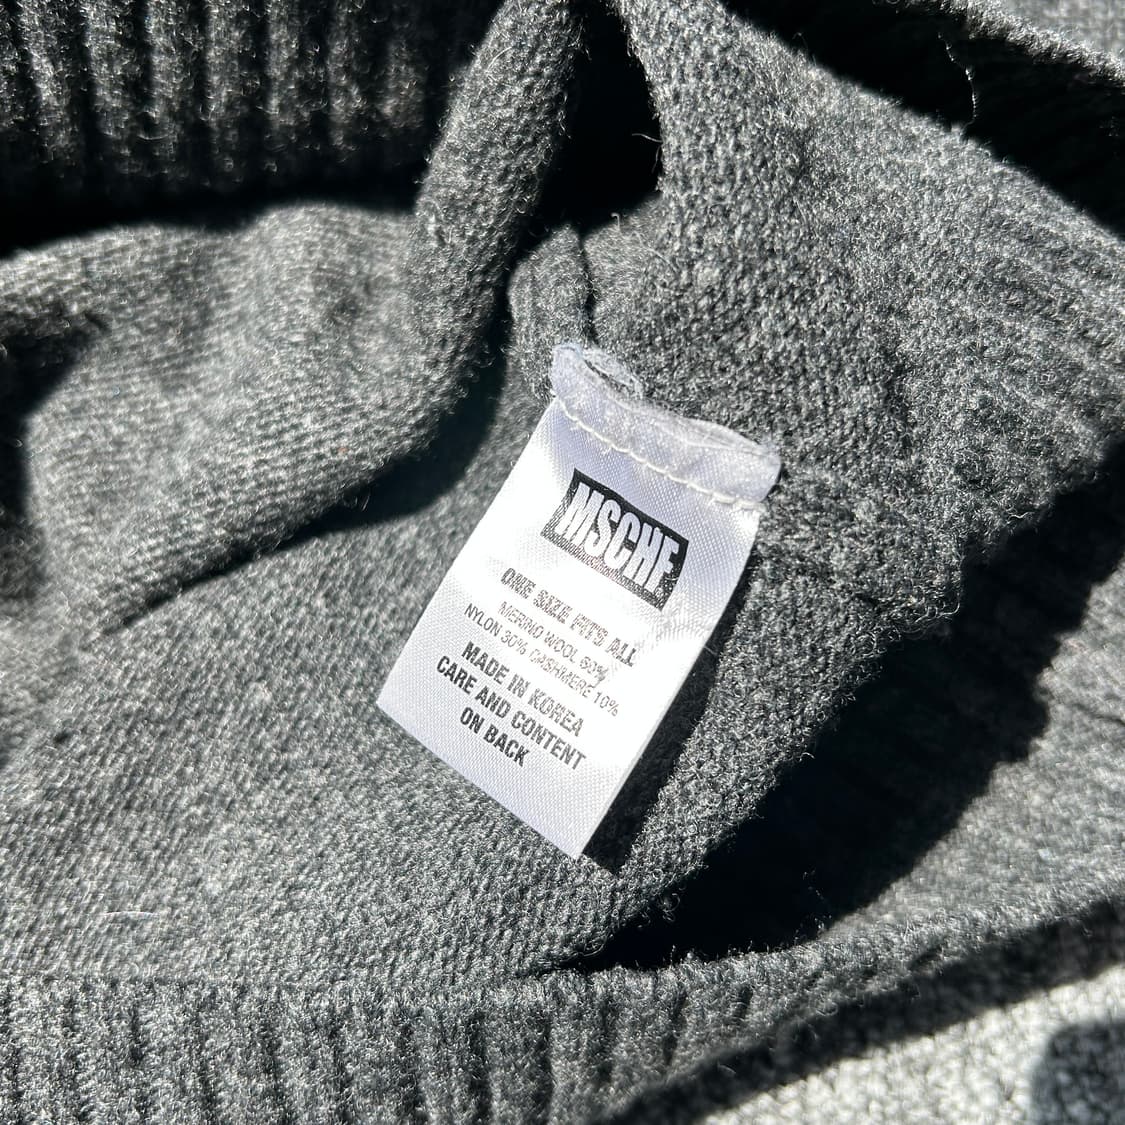 MSCHF
ONE SIZE FITS ALL
MERINO WOOL 60%
NYLON 30% CASHMERE 10%
MADE IN KOREA
CARE AND CONTENT
ON BACK